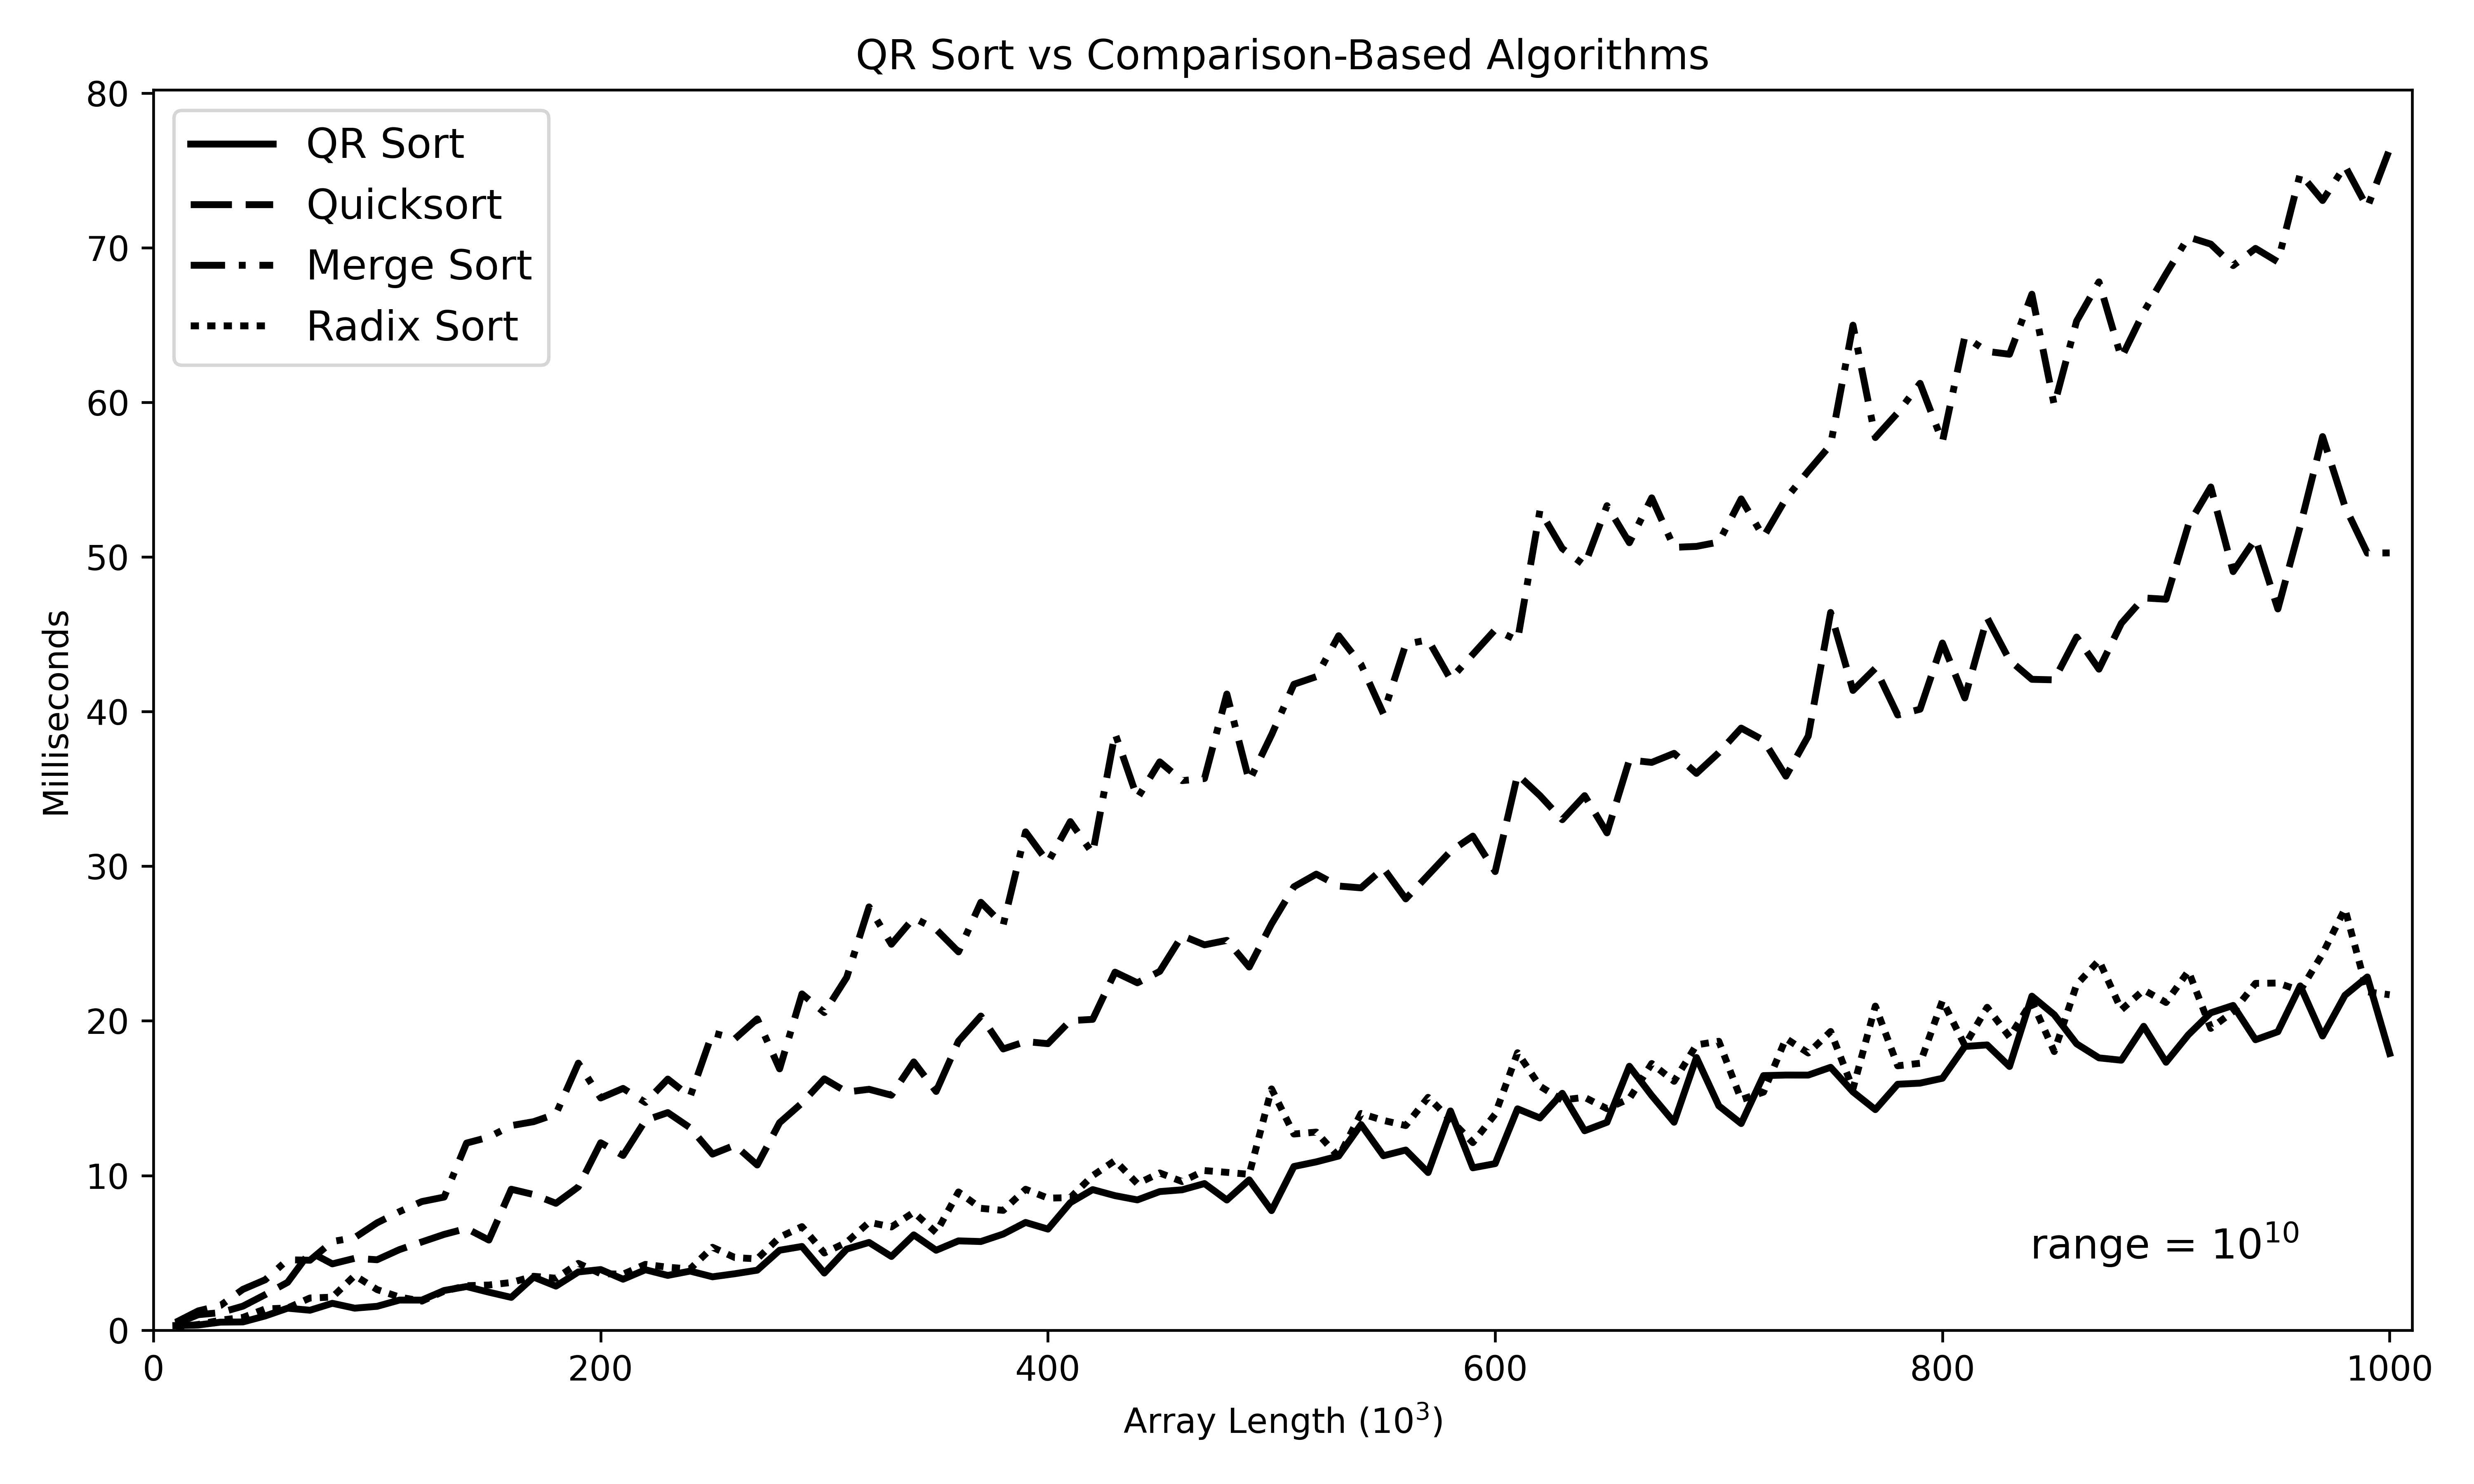 QR Sort vs Comparison-Based Algorithms
80
70
60
50
40
30
20
10
0
Milliseconds
QR Sort
Quicksort
Merge Sort
Radix Sort
range = 10¹⁰
0 200 400 600 800 1000
Array Length (10³)